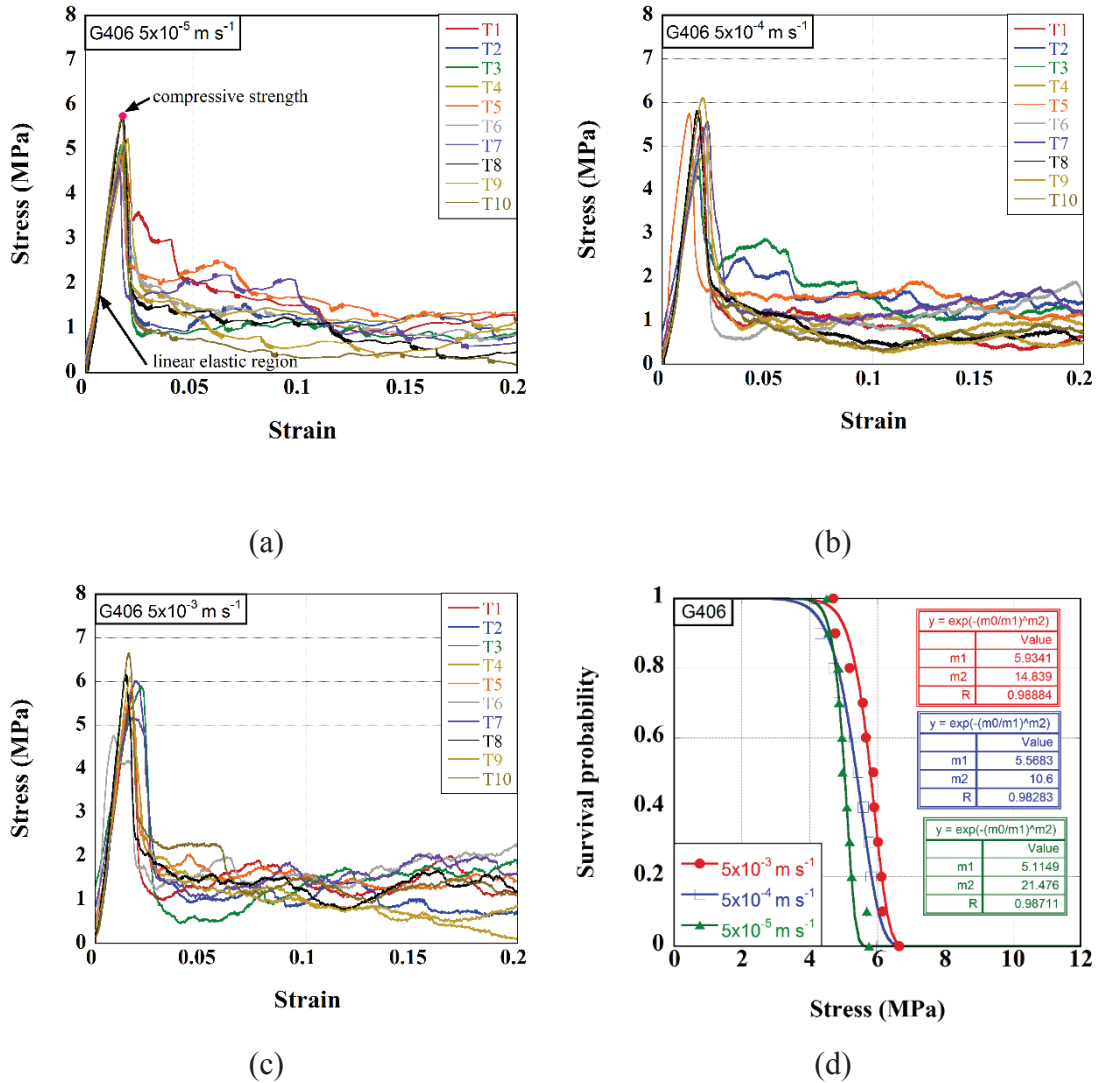 G406 5x10⁻⁵ m s⁻¹
compressive strength
linear elastic region
T1
T2
T3
T4
T5
T6
T7
T8
T9
T10
Stress (MPa)
8
7
6
5
4
3
2
1
0
0
0.05
0.1
0.15
0.2
Strain
(a)
G406 5x10⁻⁴ m s⁻¹
T1
T2
T3
T4
T5
T6
T7
T8
T9
T10
Stress (MPa)
8
7
6
5
4
3
2
1
0
0
0.05
0.1
0.15
0.2
Strain
(b)
G406 5x10⁻³ m s⁻¹
T1
T2
T3
T4
T5
T6
T7
T8
T9
T10
Stress (MPa)
8
7
6
5
4
3
2
1
0
0
0.05
0.1
0.15
0.2
Strain
(c)
G406
y = exp(-(m0/m1)^m2)
Value
m1 5.9341
m2 14.839
R 0.98884
y = exp(-(m0/m1)^m2)
Value
m1 5.5683
m2 10.6
R 0.98283
y = exp(-(m0/m1)^m2)
Value
m1 5.1149
m2 21.476
R 0.98711
5x10⁻³ m s⁻¹
5x10⁻⁴ m s⁻¹
5x10⁻⁵ m s⁻¹
Survival probability
1
0.8
0.6
0.4
0.2
0
0
2
4
6
8
10
12
Stress (MPa)
(d)